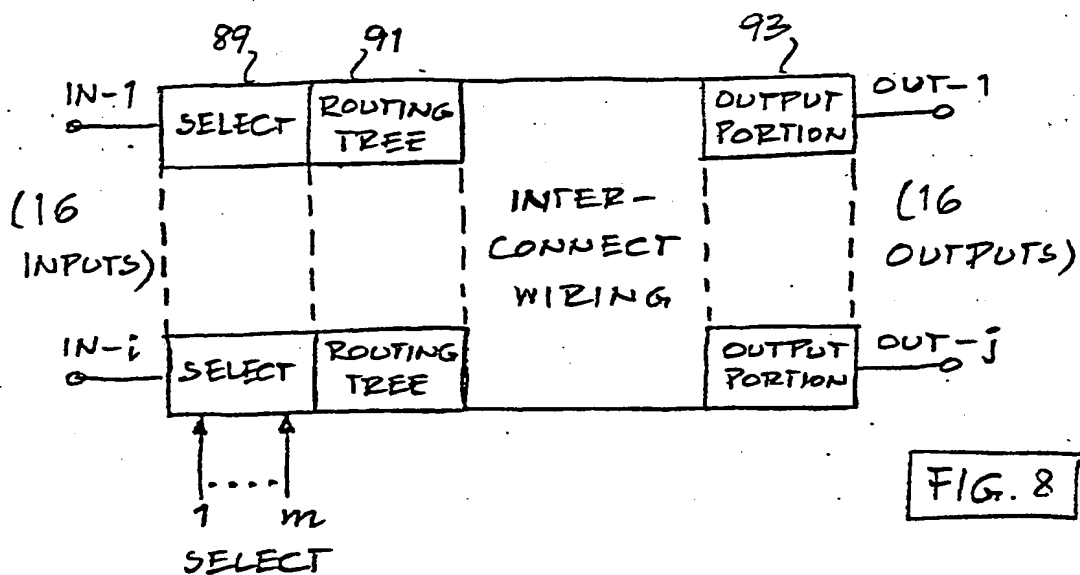 89 91 93
IN-1 SELECT ROUTING TREE OUTPUT PORTION OUT-1
(16 INPUTS) INTER-CONNECT WIRING (16 OUTPUTS)
IN-i SELECT ROUTING TREE OUTPUT PORTION OUT-j
1 m
SELECT
FIG. 8